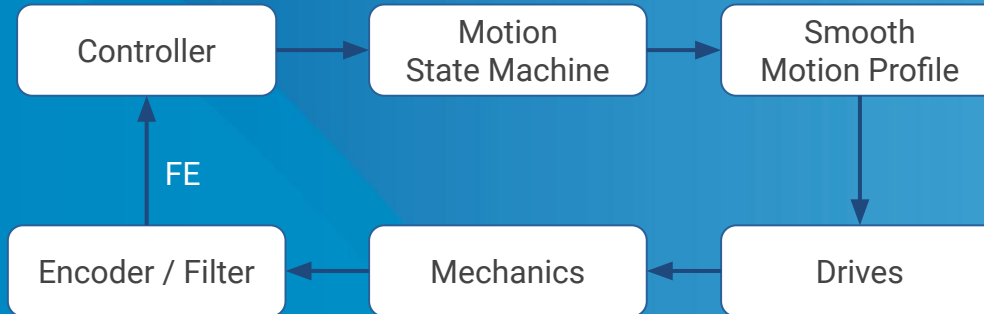 Controller
Motion
State Machine
Smooth
Motion Profile
FE
Encoder / Filter
Mechanics
Drives